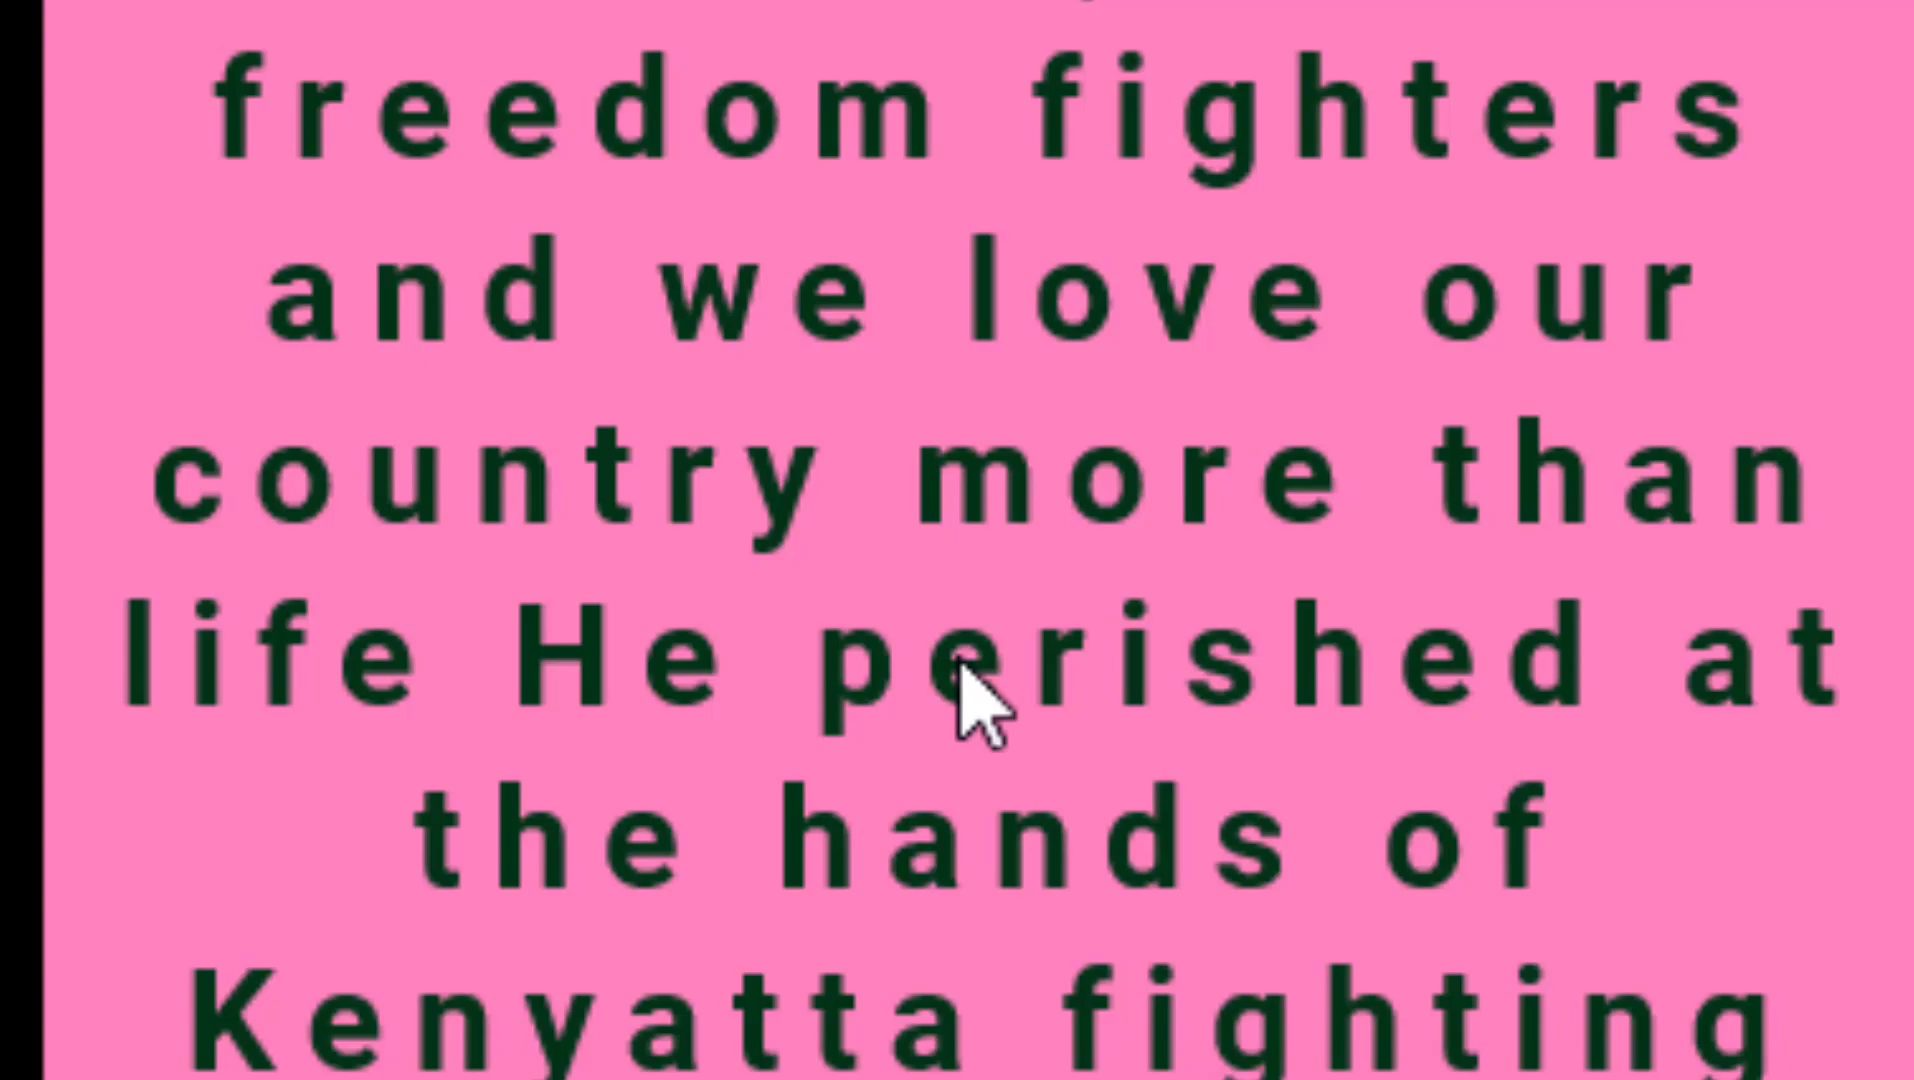 freedom fighters
and we love our
country more than
life He perished at
the hands of
Kenyatta fighting